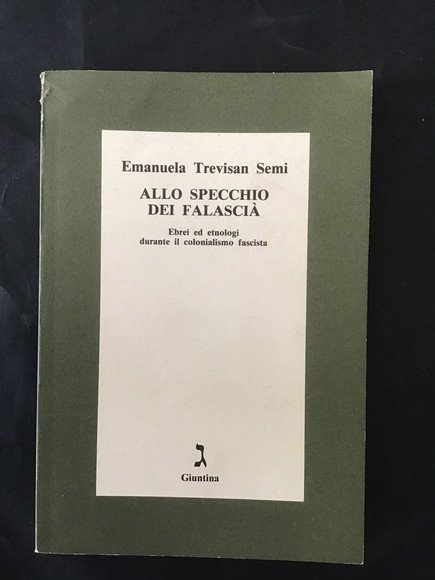 Emanuela Trevisan Semi
ALLO SPECCHIO
DEI FALASCIÀ
Ebrei ed etnologi
durante il colonialismo fascista
ג
Giuntina